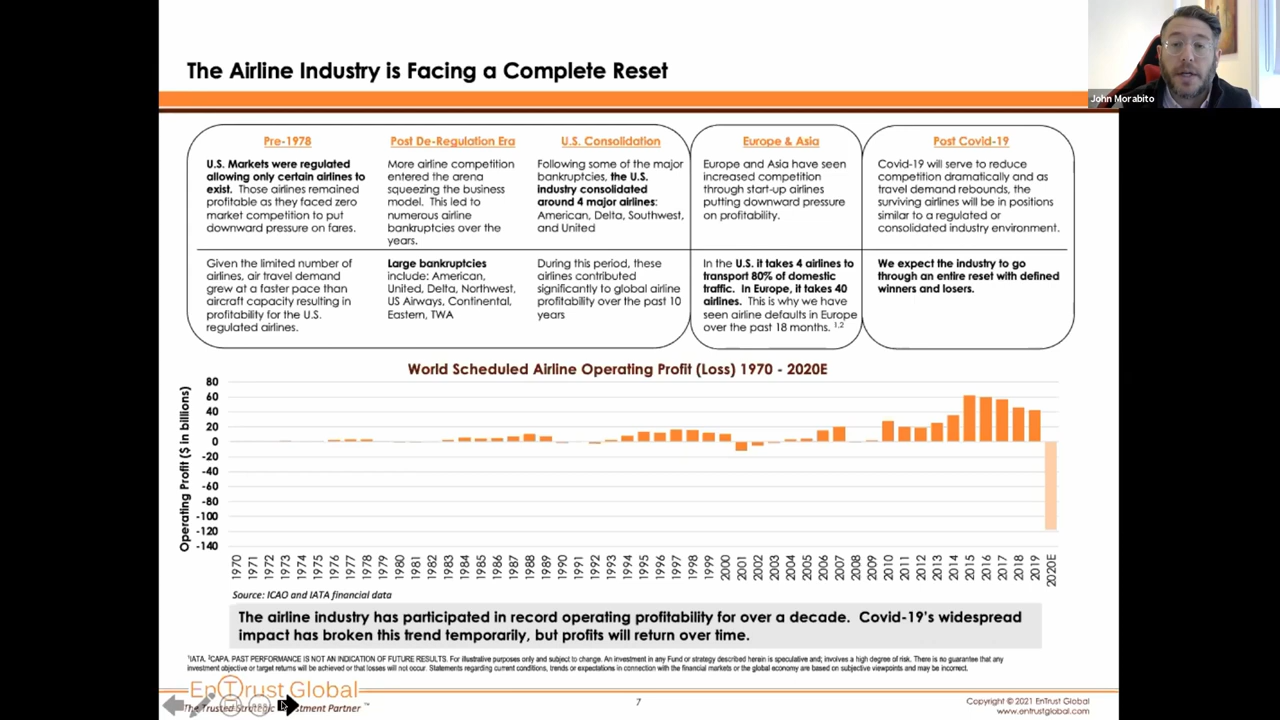 The Airline Industry is Facing a Complete Reset
John Morabito
Pre-1978
U.S. Markets were regulated
allowing only certain airlines to
exist. Those airlines remained
profitable as they faced zero
market competition to put
downward pressure on fares.
Post De-Regulation Era
More airline competition
entered the arena
squeezing the business
model. This led to
numerous airline
bankruptcies over the
years.
U.S. Consolidation
Following some of the major
bankruptcies, the U.S.
industry consolidated
around 4 major airlines:
American, Delta, Southwest,
and United
Europe & Asia
Europe and Asia have seen
increased competition
through start-up airlines
putting downward pressure
on profitability.
Post Covid-19
Covid-19 will serve to reduce
competition dramatically and as
travel demand rebounds, the
surviving airlines will be in positions
similar to a regulated or
consolidated industry environment.
Given the limited number of
airlines, air travel demand
grew at a faster pace than
aircraft capacity resulting in
profitability for the U.S.
regulated airlines.
Large bankruptcies
include: American,
United, Delta, Northwest,
US Airways, Continental,
Eastern, TWA
During this period, these
airlines contributed
significantly to global airline
profitability over the past 10
years
In the U.S. it takes 4 airlines to
transport 80% of domestic
traffic. In Europe, it takes 40
airlines. This is why we have
seen airline defaults in Europe
over the past 18 months. 1,2
We expect the industry to go
through an entire reset with defined
winners and losers.
World Scheduled Airline Operating Profit (Loss) 1970 - 2020E
Operating Profit ($ in billions)
80
60
40
20
0
-20
-40
-60
-80
-100
-120
-140
1970 1971 1972 1973 1974 1975 1976 1977 1978 1979 1980 1981 1982 1983 1984 1985 1986 1987 1988 1989 1990 1991 1992 1993 1994 1995 1996 1997 1998 1999 2000 2001 2002 2003 2004 2005 2006 2007 2008 2009 2010 2011 2012 2013 2014 2015 2016 2017 2018 2019 2020E
Source: ICAO and IATA financial data
The airline industry has participated in record operating profitability for over a decade. Covid-19's widespread
impact has broken this trend temporarily, but profits will return over time.
¹IATA. ²CAPA. PAST PERFORMANCE IS NOT AN INDICATION OF FUTURE RESULTS. For illustrative purposes only and subject to change. An investment in any Fund or strategy described herein is speculative and; involves a high degree of risk. There is no guarantee that any
investment objective or target returns will be achieved or that losses will not occur. Statements regarding current conditions, trends or expectations in connection with the financial markets or the global economy are based on subjective viewpoints and may be incorrect.
EnTrust Global
The Trusted Strategic Investment Partner ™
7
Copyright © 2021 EnTrust Global
www.entrustglobal.com